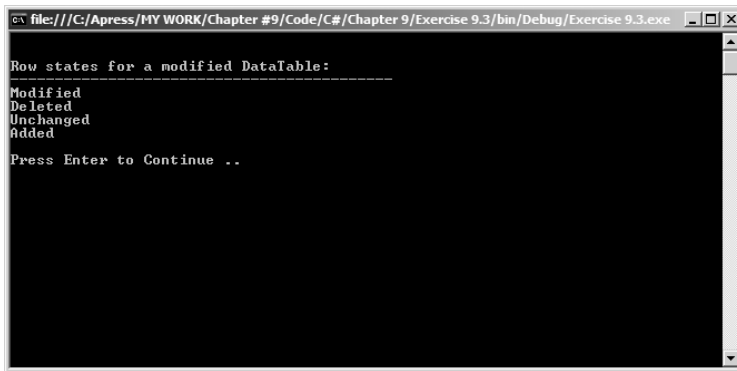 file:///C:/Apress/MY WORK/Chapter #9/Code/C#/Chapter 9/Exercise 9.3/bin/Debug/Exercise 9.3.exe
Row states for a modified DataTable:
-------------------------------------------
Modified
Deleted
Unchanged
Added
Press Enter to Continue ..